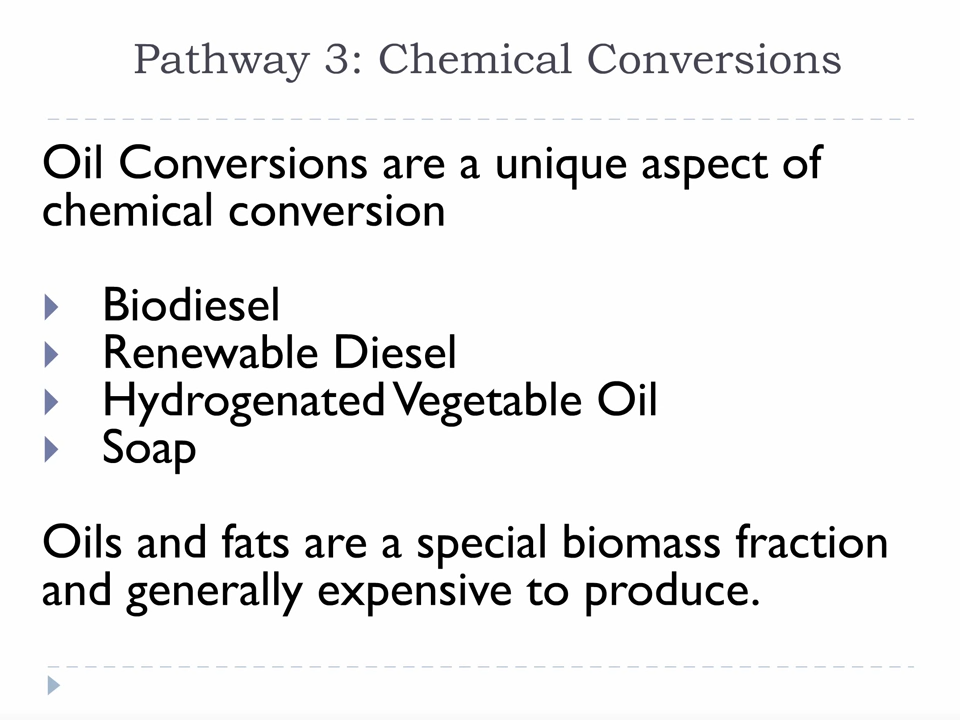 Pathway 3: Chemical Conversions
Oil Conversions are a unique aspect of
chemical conversion
Biodiesel
Renewable Diesel
Hydrogenated Vegetable Oil
Soap
Oils and fats are a special biomass fraction
and generally expensive to produce.